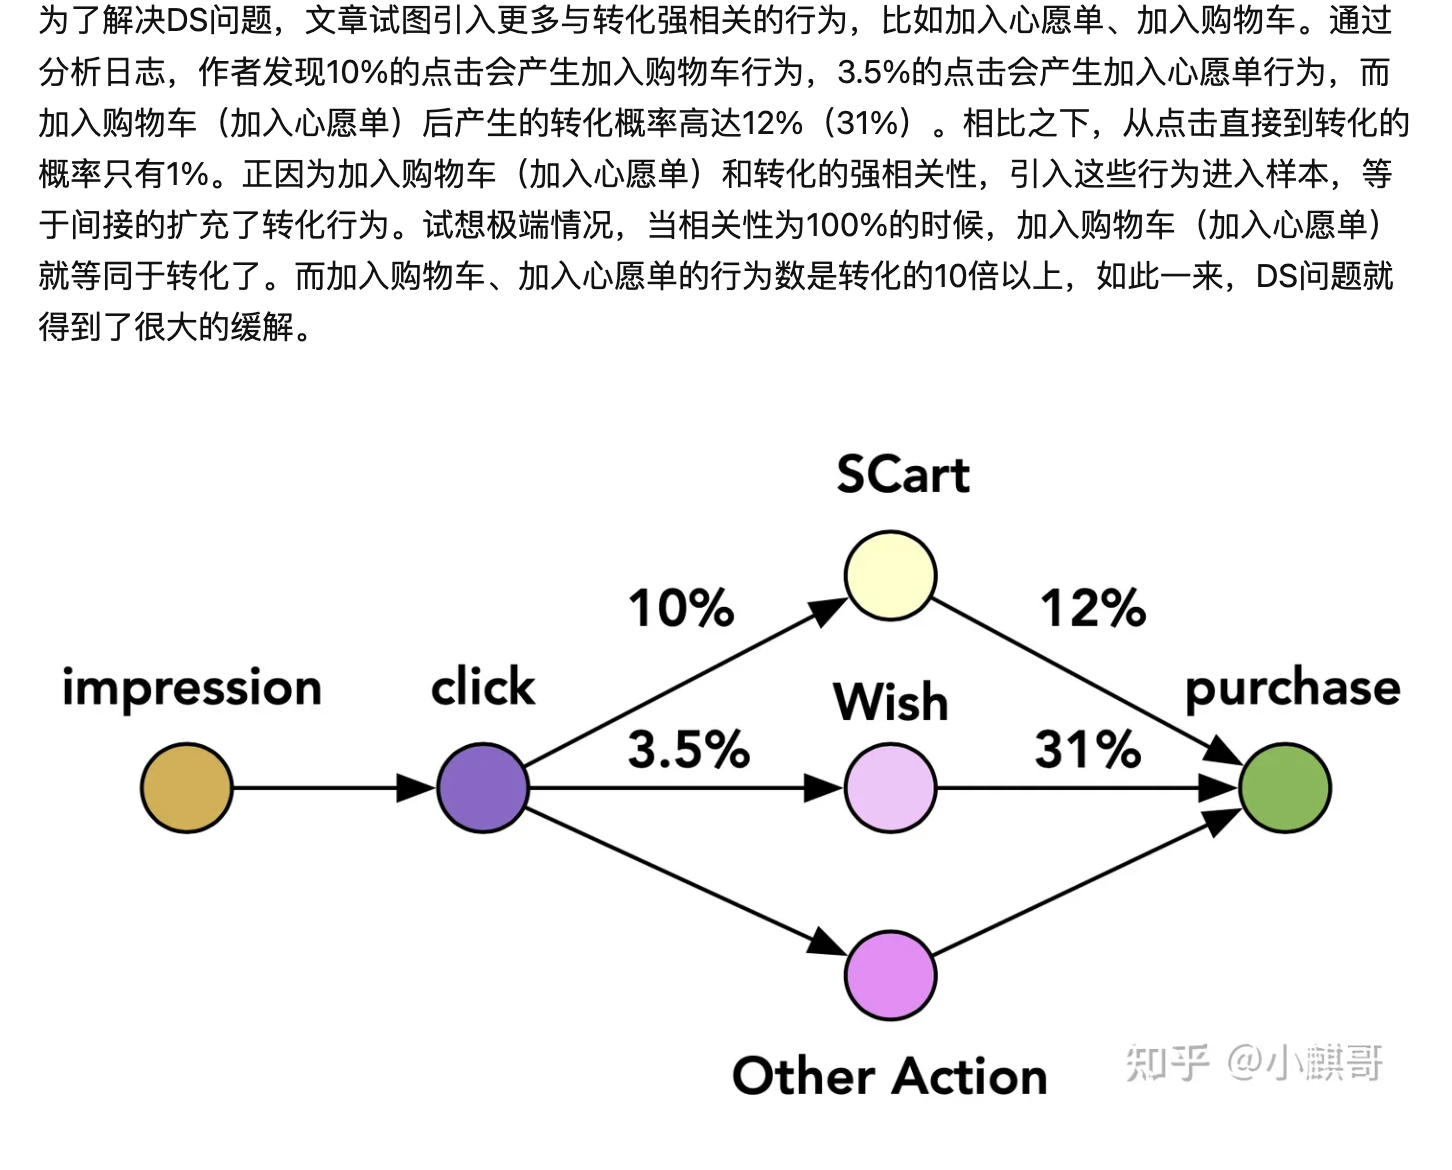 为了解决DS问题，文章试图引入更多与转化强相关的行为，比如加入心愿单、加入购物车。通过
分析日志，作者发现10%的点击会产生加入购物车行为，3.5%的点击会产生加入心愿单行为，而
加入购物车（加入心愿单）后产生的转化概率高达12%（31%）。相比之下，从点击直接到转化的
概率只有1%。正因为加入购物车（加入心愿单）和转化的强相关性，引入这些行为进入样本，等
于间接的扩充了转化行为。试想极端情况，当相关性为100%的时候，加入购物车（加入心愿单）
就等同于转化了。而加入购物车、加入心愿单的行为数是转化的10倍以上，如此一来，DS问题就
得到了很大的缓解。
SCart
10%
12%
impression
click
Wish
purchase
3.5%
31%
Other Action
知乎 @小麒哥